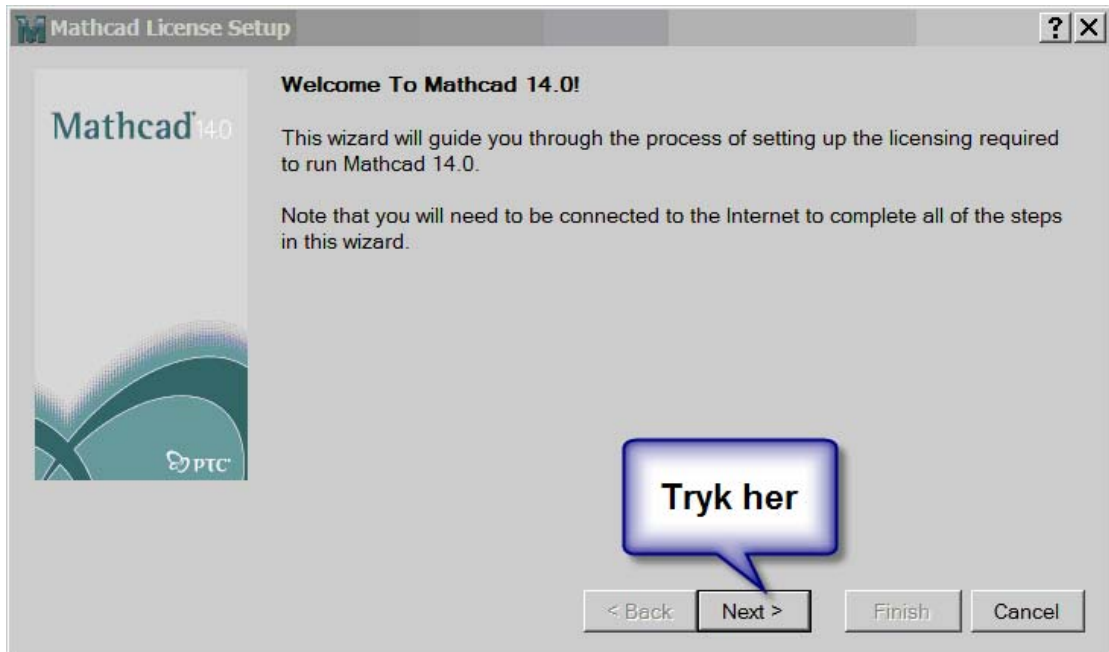 Mathcad License Setup
Welcome To Mathcad 14.0!
Mathcad 14.0
This wizard will guide you through the process of setting up the licensing required
to run Mathcad 14.0.
Note that you will need to be connected to the Internet to complete all of the steps
in this wizard.
PTC
Tryk her
< Back
Next >
Finish
Cancel